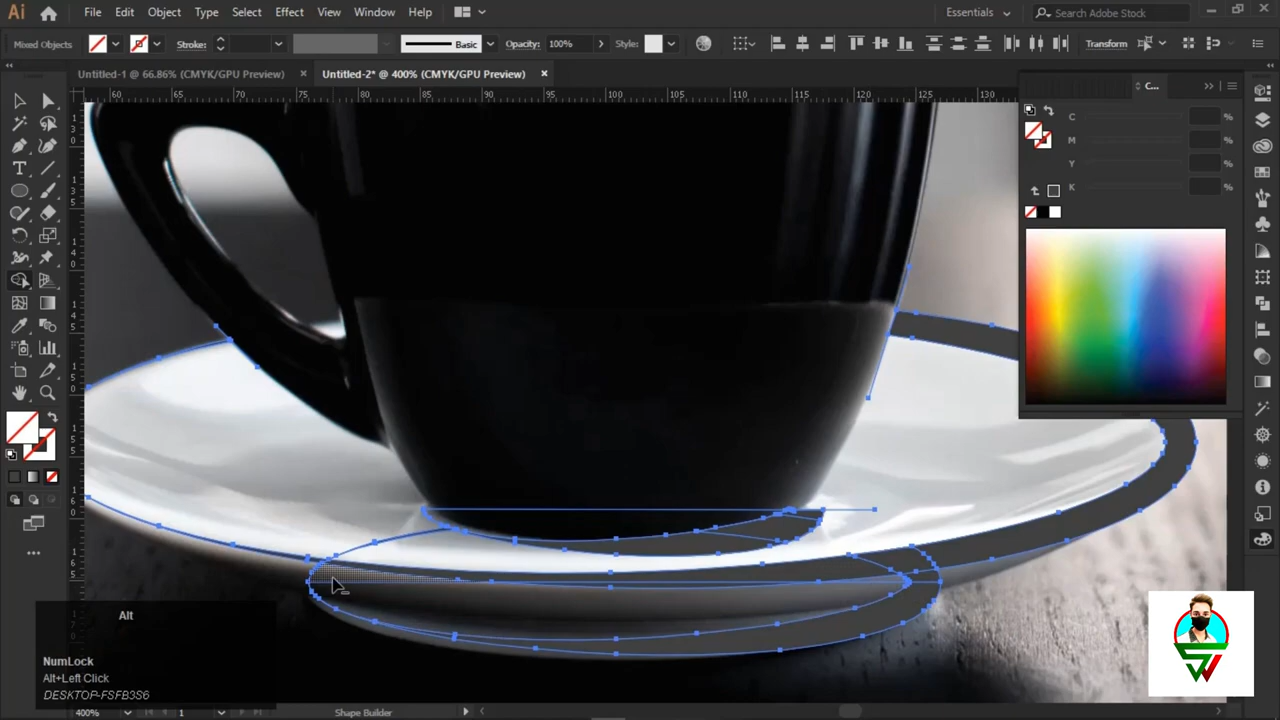 Ai File Edit Object Type Select Effect View Window Help Essentials Search Adobe Stock
Mixed Objects Stroke: Basic Opacity: 100% Style: Transform
Untitled-1 @ 66.86% (CMYK/GPU Preview) × Untitled-2* @ 400% (CMYK/GPU Preview) ×
60 65 70 75 80 85 90 95 100 105 110 115 120 125 130
C...
C %
M %
Y %
K %
T
Alt
NumLock
Alt+Left Click
DESKTOP-FSFB3S6
400% 1 Shape Builder